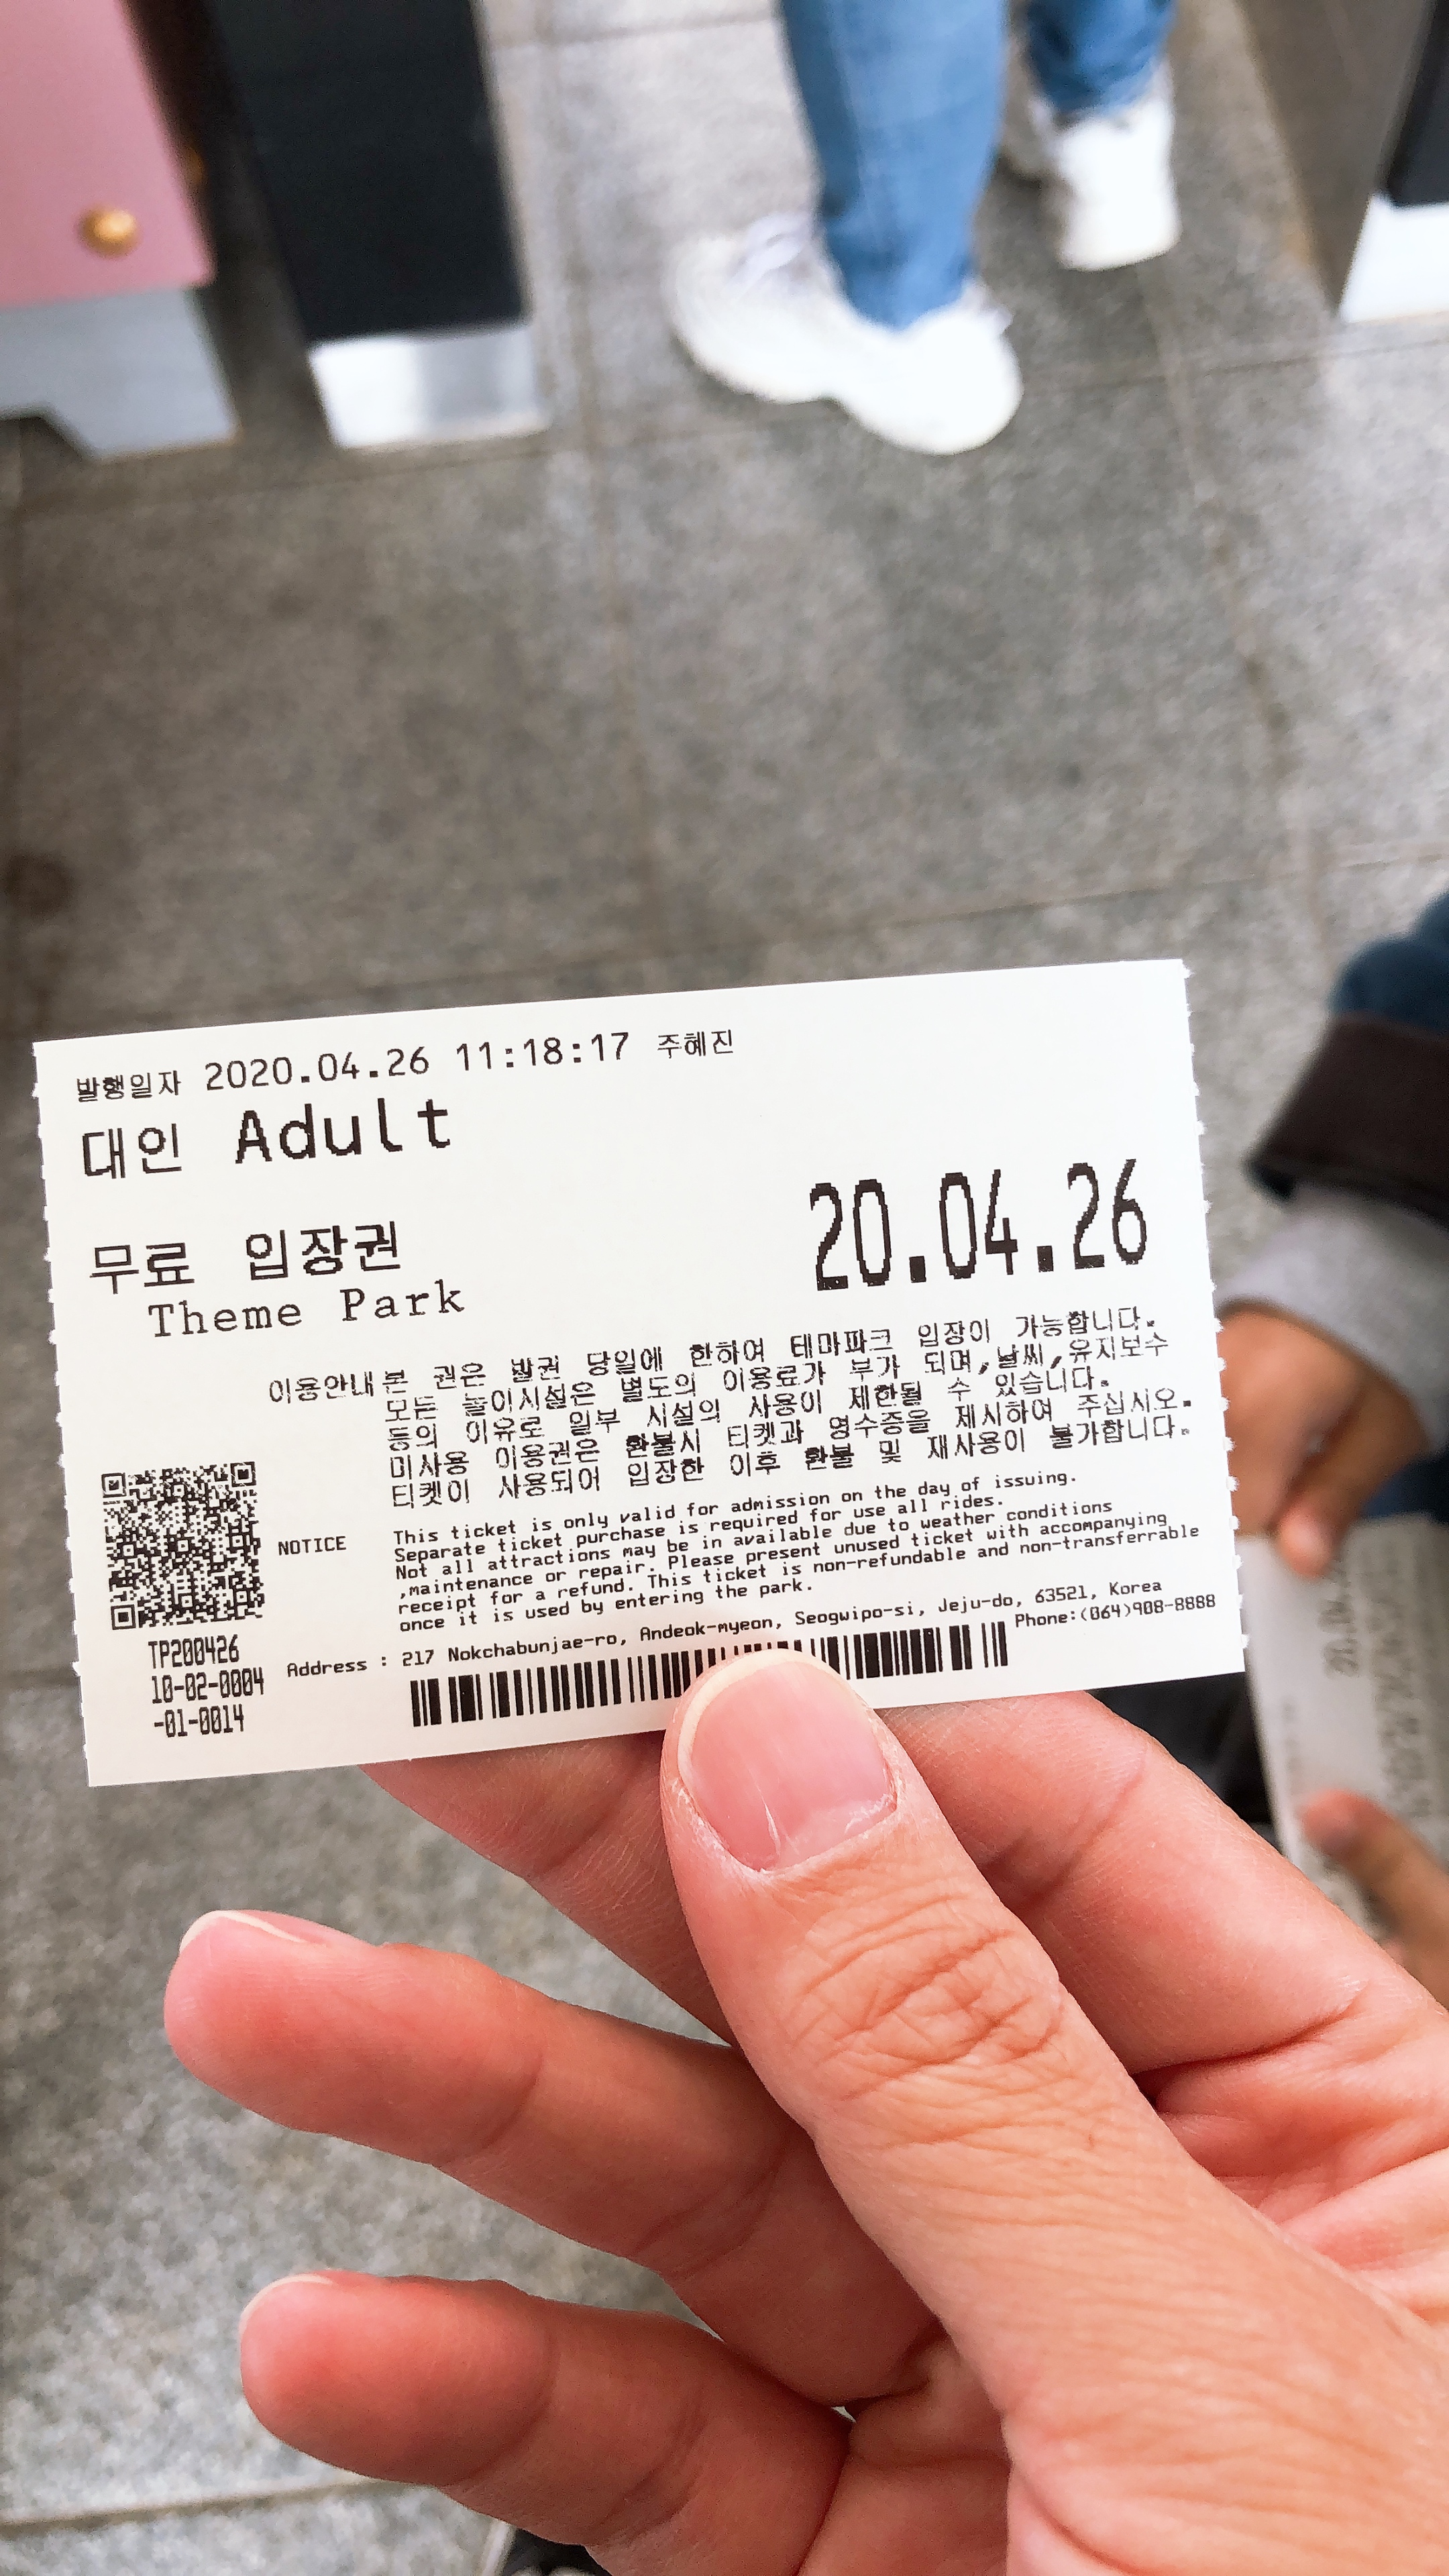 발행일자 2020.04.26 11:18:17 주혜진
대인 Adult
무료 입장권
Theme Park
20.04.26
이용안내 본 권은 발권 당일에 한하여 테마파크 입장이 가능합니다.
모든 놀이시설은 별도의 이용료가 부가 되며,날씨,유지보수
등의 이유로 일부 시설의 사용이 제한될 수 있습니다.
미사용 이용권은 환불시 티켓과 영수증을 제시하여 주십시오.
티켓이 사용되어 입장한 이후 환불 및 재사용이 불가합니다.
NOTICE
This ticket is only valid for admission on the day of issuing.
Separate ticket purchase is required for use all rides.
Not all attractions may be in available due to weather conditions
,maintenance or repair. Please present unused ticket with accompanying
receipt for a refund. This ticket is non-refundable and non-transferrable
once it is used by entering the park.
Address : 217 Nokchabunjae-ro, Andeok-myeon, Seogwipo-si, Jeju-do, 63521, Korea
Phone:(064)908-8888
TP200426
10-02-0004
-01-0014